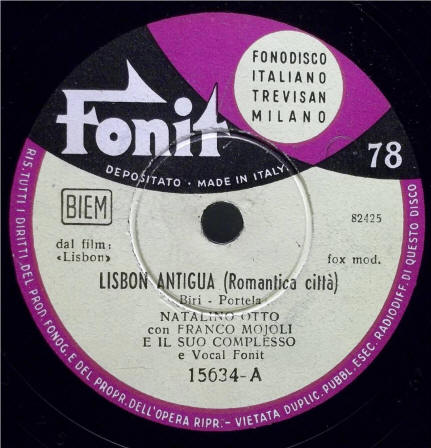 Fonit
FONODISCO
ITALIANO
TREVISAN
MILANO
DEPOSITATO • MADE IN ITALY.
78
BIEM
82425
dal film:
«Lisbon»
fox mod.
LISBON ANTIGUA (Romantica città)
Biri - Portela
NATALINO OTTO
con FRANCO MOJOLI
E IL SUO COMPLESSO
e Vocal Fonit
15634-A
RIS. TUTTI I DIRITTI DEL PROD. FONOG. E DEL PROPR. DELL'OPERA RIPR. - VIETATA DUPLIC. PUBBL. ESEC. RADIODIFF. DI QUESTO DISCO